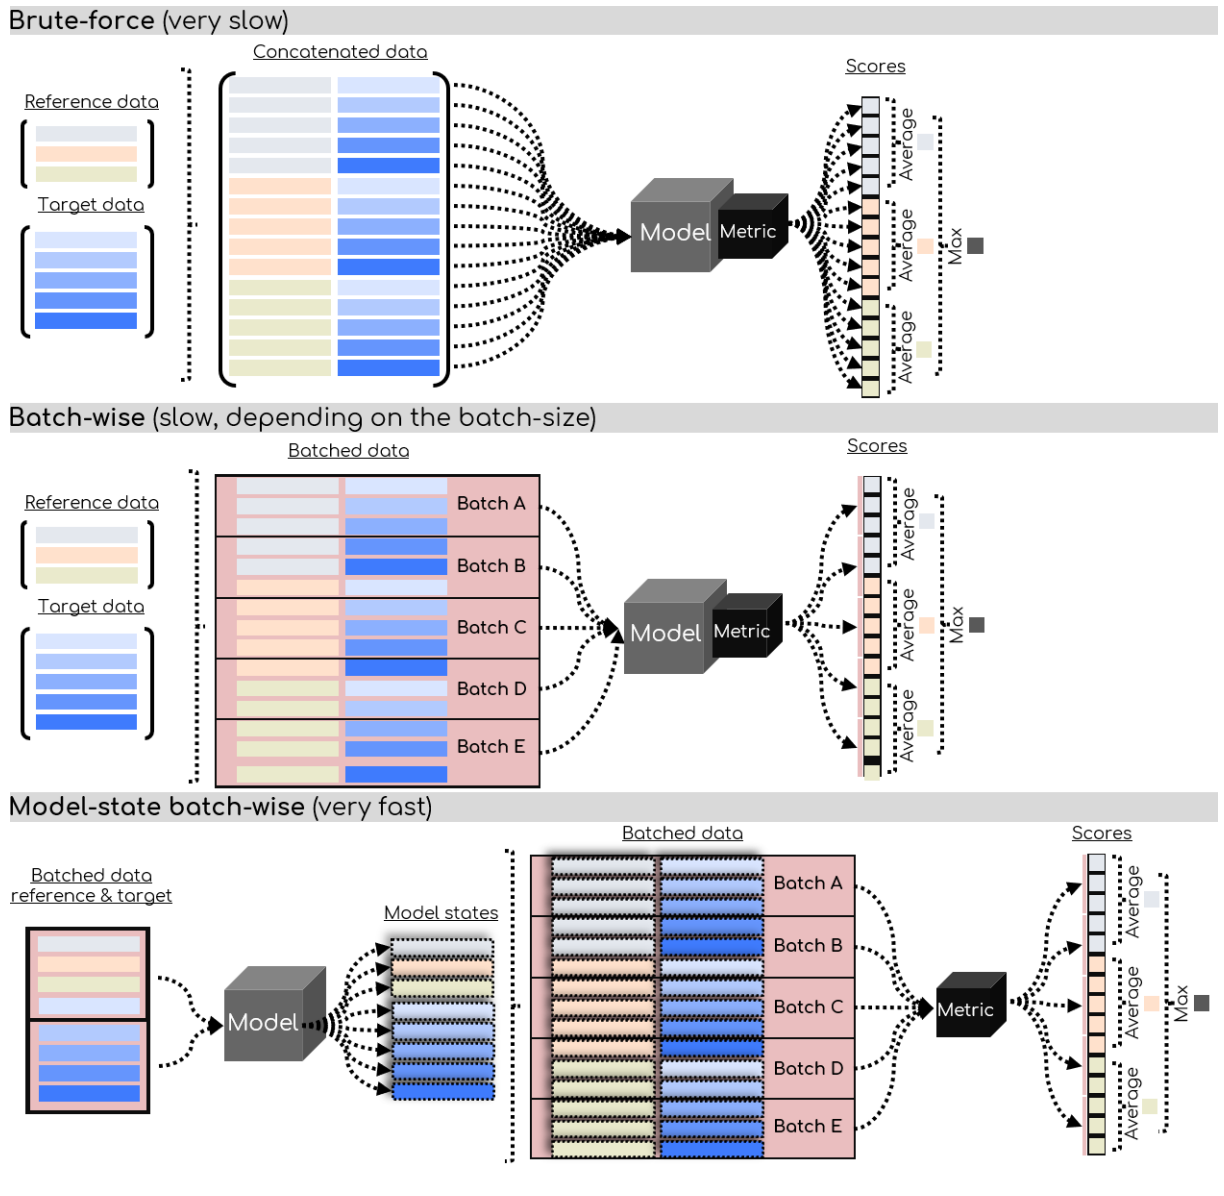 Brute-force (very slow)
Concatenated data
Scores
Reference data
Target data
Model
Metric
Average
Average
Average
Max
Batch-wise (slow, depending on the batch-size)
Batched data
Scores
Reference data
Target data
Batch A
Batch B
Batch C
Batch D
Batch E
Model
Metric
Average
Average
Average
Max
Model-state batch-wise (very fast)
Batched data
Scores
Batched data
reference & target
Model states
Model
Batch A
Batch B
Batch C
Batch D
Batch E
Metric
Average
Average
Average
Max